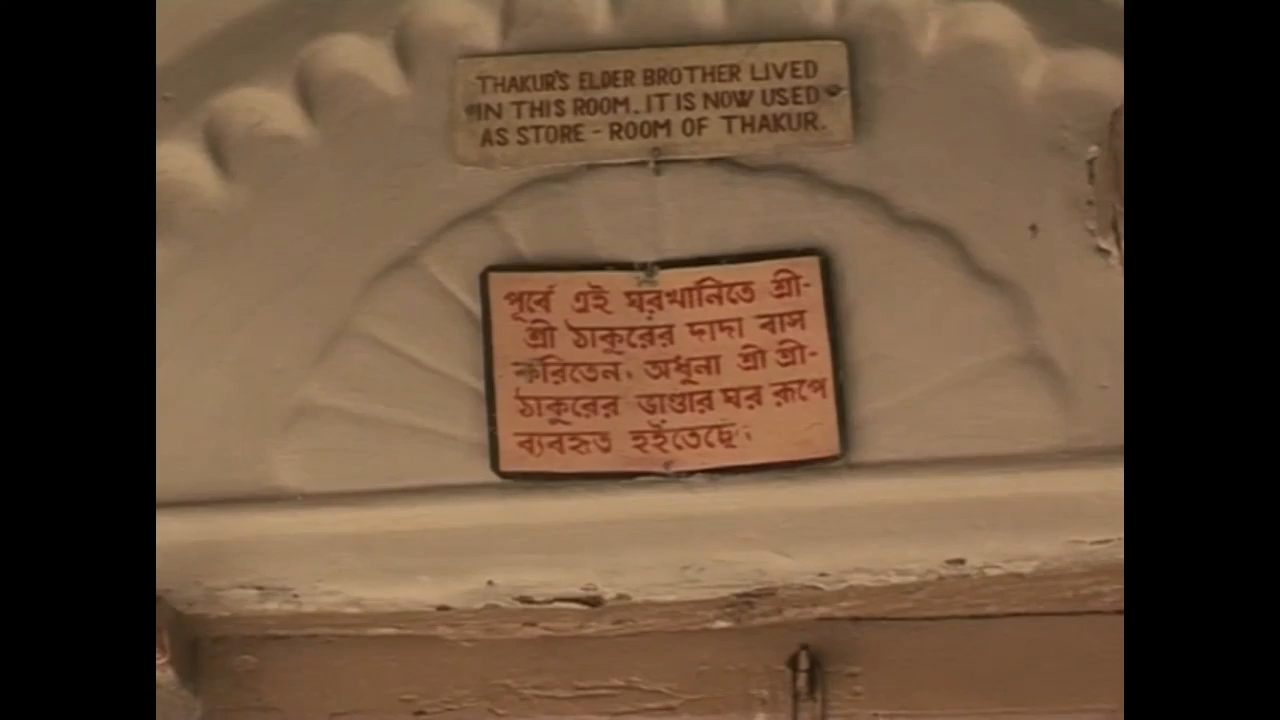 THAKUR'S ELDER BROTHER LIVED
IN THIS ROOM. IT IS NOW USED
AS STORE - ROOM OF THAKUR.
পূর্বে এই ঘরখানিতে শ্রী-
শ্রী ঠাকুরের দাদা বাস
করিতেন. অধুনা শ্রী শ্রী-
ঠাকুরের ভাণ্ডার ঘর রূপে
ব্যবহৃত হইতেছে.